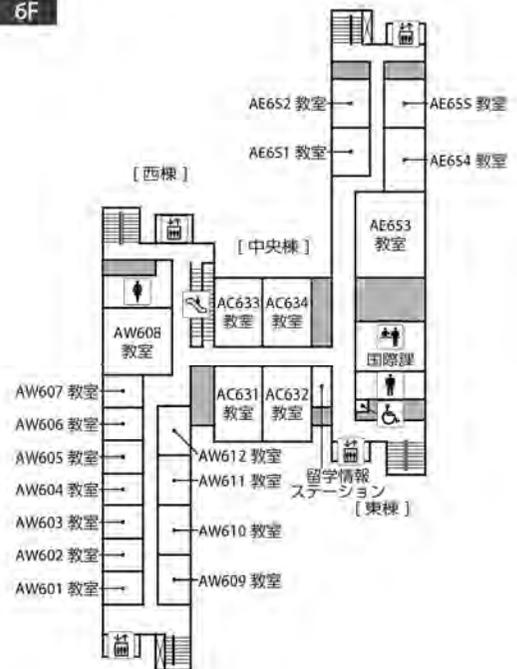 6F
AE652 教室
AE655 教室
AE651 教室
AE654 教室
[ 西棟 ]
AE653
教室
[ 中央棟 ]
AC633
教室
AC634
教室
AW608
教室
国際課
AW607 教室
AC631
教室
AC632
教室
AW606 教室
AW612 教室
AW605 教室
AW611 教室
留学情報
ステーション
AW604 教室
[ 東棟 ]
AW603 教室
AW610 教室
AW602 教室
AW609 教室
AW601 教室